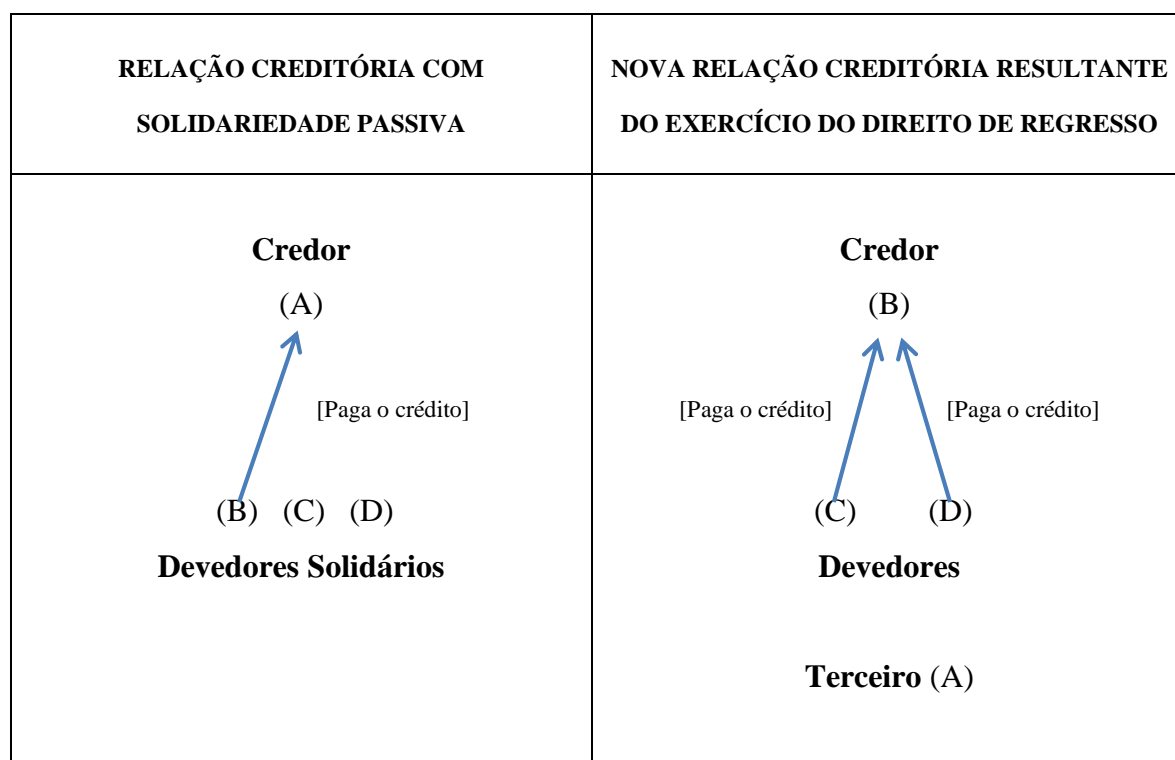 RELAÇÃO CREDITÓRIA COM
SOLIDARIEDADE PASSIVA
NOVA RELAÇÃO CREDITÓRIA RESULTANTE
DO EXERCÍCIO DO DIREITO DE REGRESSO
Credor
(A)
[Paga o crédito]
(B) (C) (D)
Devedores Solidários
Credor
(B)
[Paga o crédito] [Paga o crédito]
(C) (D)
Devedores
Terceiro (A)